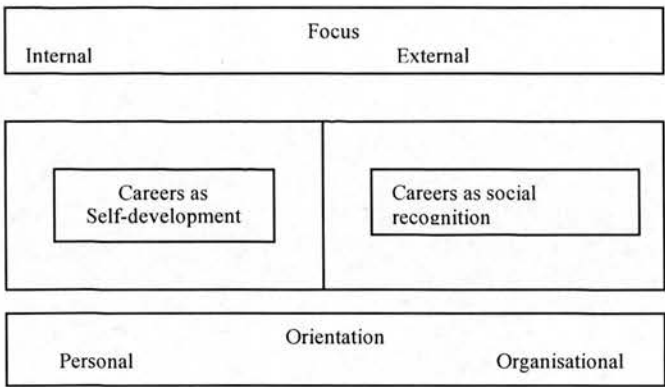 Focus
Internal External
Careers as
Self-development
Careers as social
recognition
Orientation
Personal Organisational